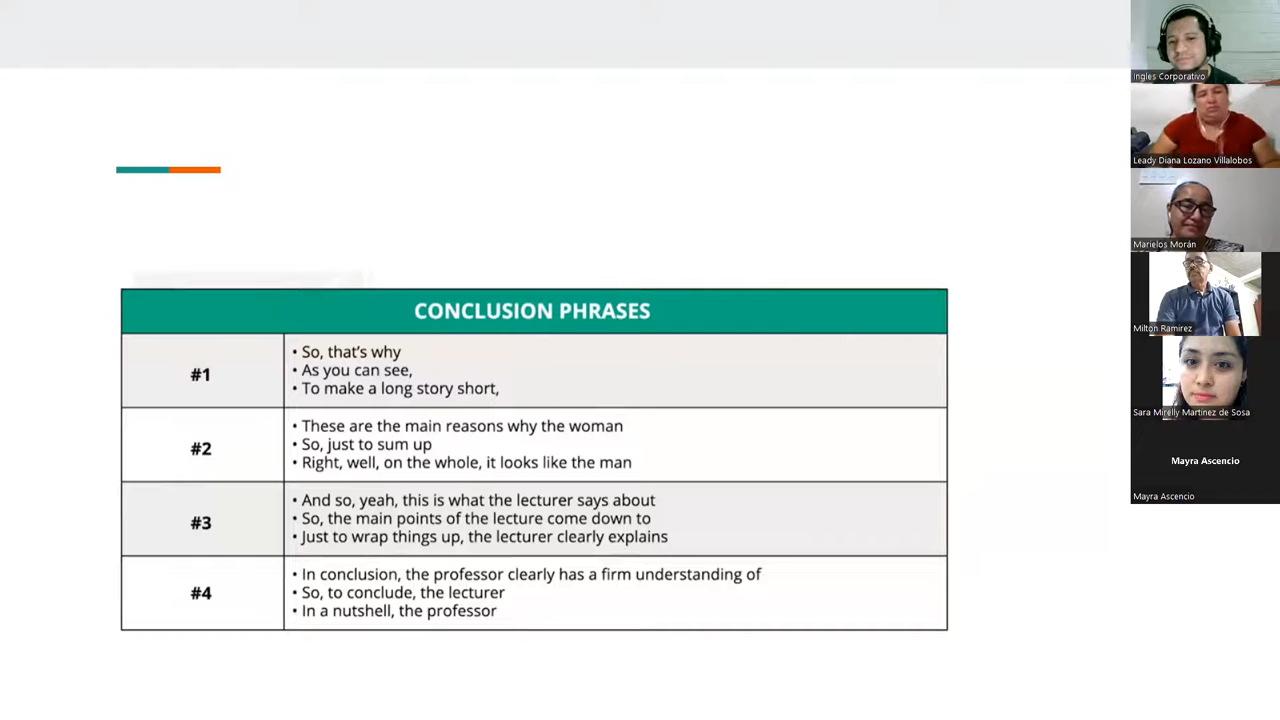 CONCLUSION PHRASES
#1
• So, that's why
• As you can see,
• To make a long story short,
#2
• These are the main reasons why the woman
• So, just to sum up
• Right, well, on the whole, it looks like the man
#3
• And so, yeah, this is what the lecturer says about
• So, the main points of the lecture come down to
• Just to wrap things up, the lecturer clearly explains
#4
• In conclusion, the professor clearly has a firm understanding of
• So, to conclude, the lecturer
• In a nutshell, the professor
Ingles Corporativo
Leady Diana Lozano Villalobos
Marielos Morán
Milton Ramirez
Sara Mirelly Martinez de Sosa
Mayra Ascencio
Mayra Ascencio